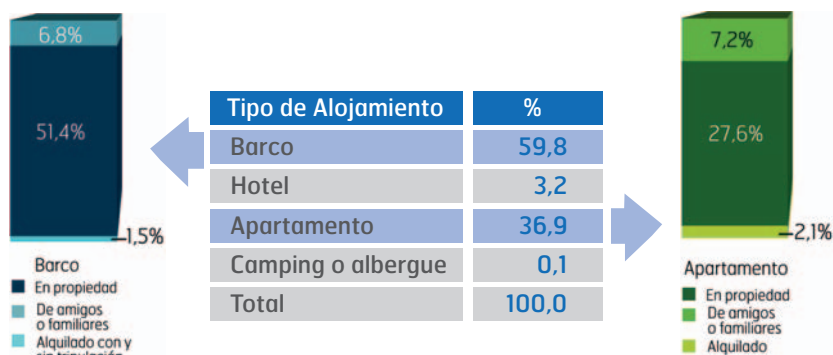 6,8%
51,4%
1,5%
Barco
En propiedad
De amigos
o familiares
Alquilado con y
sin tripulación
Tipo de Alojamiento %
Barco 59,8
Hotel 3,2
Apartamento 36,9
Camping o albergue 0,1
Total 100,0
7,2%
27,6%
2,1%
Apartamento
En propiedad
De amigos
o familiares
Alquilado